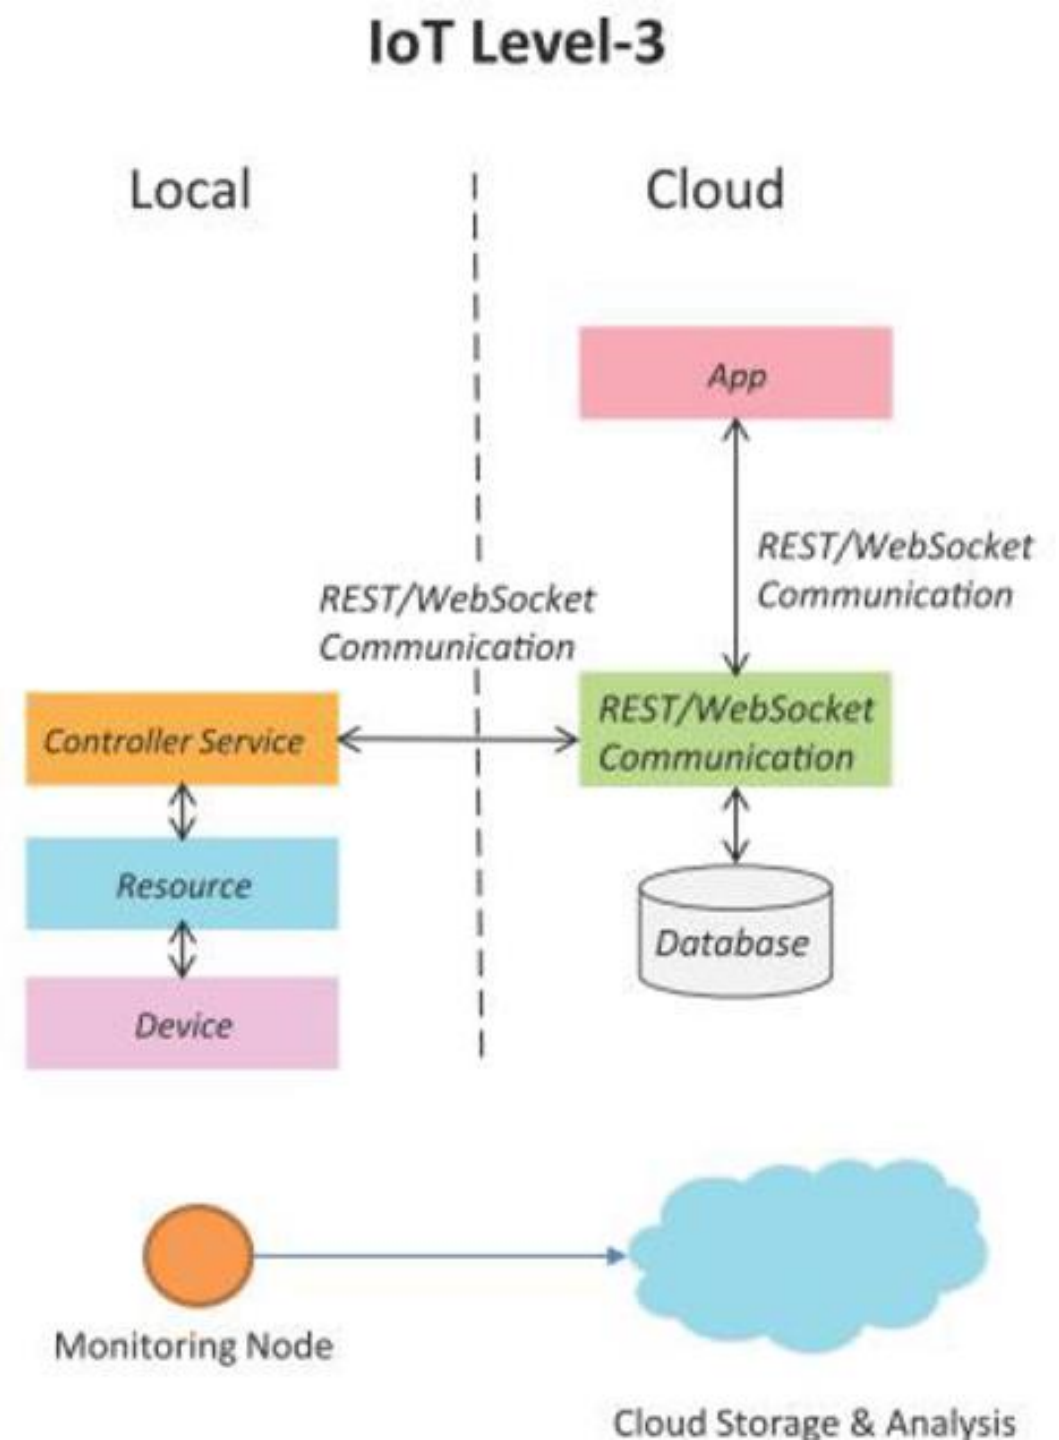 IoT Level-3
Local
Cloud
App
REST/WebSocket
Communication
REST/WebSocket
Communication
Controller Service
REST/WebSocket
Communication
Resource
Database
Device
Monitoring Node
Cloud Storage & Analysis